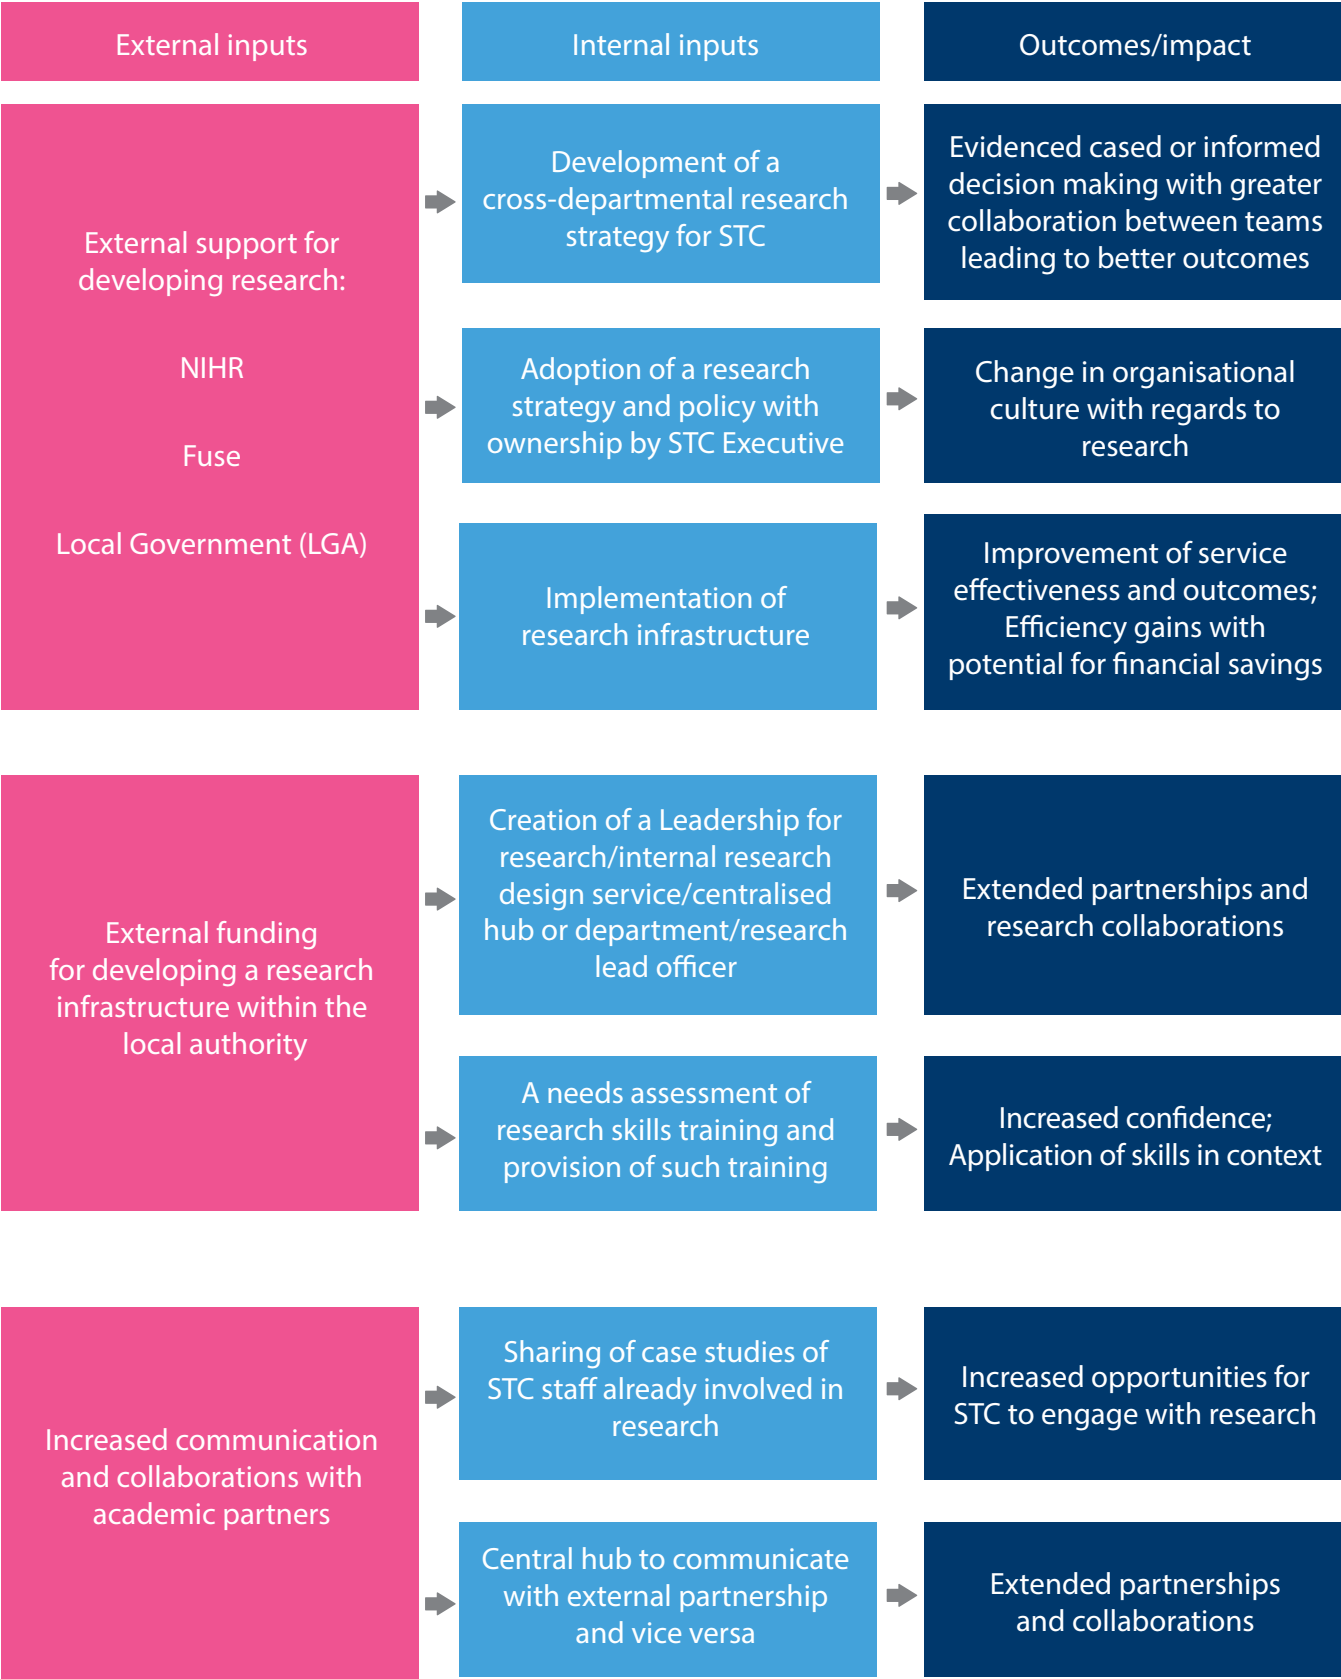 External inputs
Internal inputs
Outcomes/impact
External support for
developing research:
NIHR
Fuse
Local Government (LGA)
Development of a
cross-departmental research
strategy for STC
Evidenced cased or informed
decision making with greater
collaboration between teams
leading to better outcomes
Adoption of a research
strategy and policy with
ownership by STC Executive
Change in organisational
culture with regards to
research
Implementation of
research infrastructure
Improvement of service
effectiveness and outcomes;
Efficiency gains with
potential for financial savings
External funding
for developing a research
infrastructure within the
local authority
Creation of a Leadership for
research/internal research
design service/centralised
hub or department/research
lead officer
Extended partnerships and
research collaborations
A needs assessment of
research skills training and
provision of such training
Increased confidence;
Application of skills in context
Increased communication
and collaborations with
academic partners
Sharing of case studies of
STC staff already involved in
research
Increased opportunities for
STC to engage with research
Central hub to communicate
with external partnership
and vice versa
Extended partnerships
and collaborations